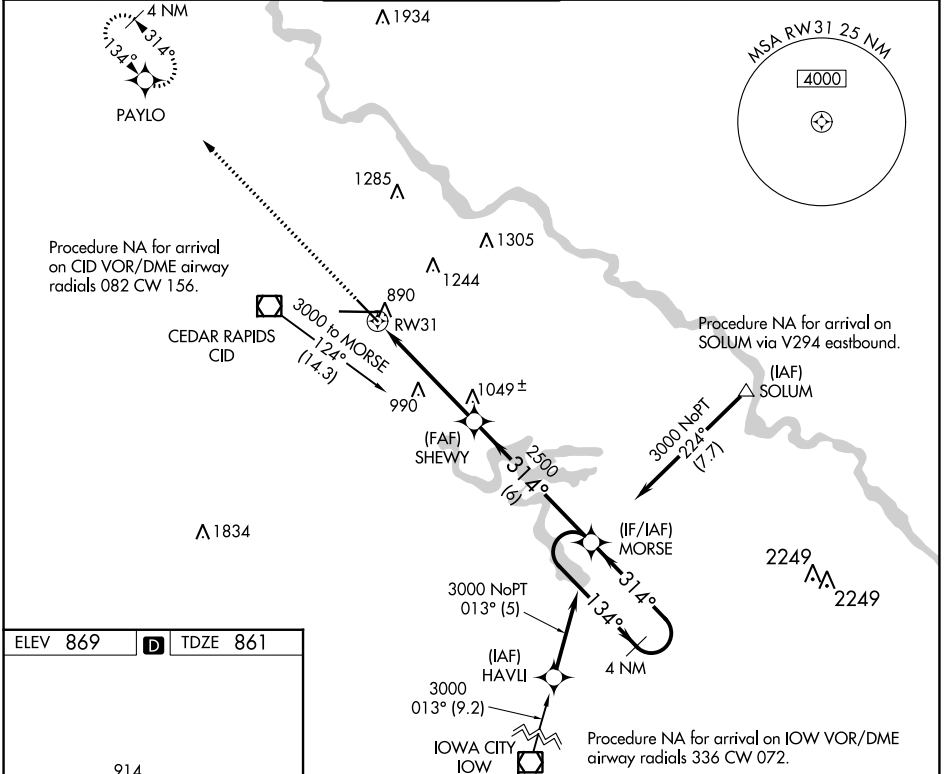 4 NM
314°
134°
PAYLO
1934
MSA RW31 25 NM
4000
1285
1305
1244
Procedure NA for arrival
on CID VOR/DME airway
radials 082 CW 156.
CEDAR RAPIDS
CID
3000 to MORSE
124°
(14.3)
890
RW31
Procedure NA for arrival on
SOLUM via V294 eastbound.
(IAF)
SOLUM
3000 NoPT
224°
(7.7)
990
1049±
(FAF)
SHEWY
2500
314°
(6)
1834
(IF/IAF)
MORSE
2249
2249
314°
134°
4 NM
3000 NoPT
013° (5)
(IAF)
HAVLI
3000
013° (9.2)
IOWA CITY
IOW
Procedure NA for arrival on IOW VOR/DME
airway radials 336 CW 072.
ELEV 869 D TDZE 861
914